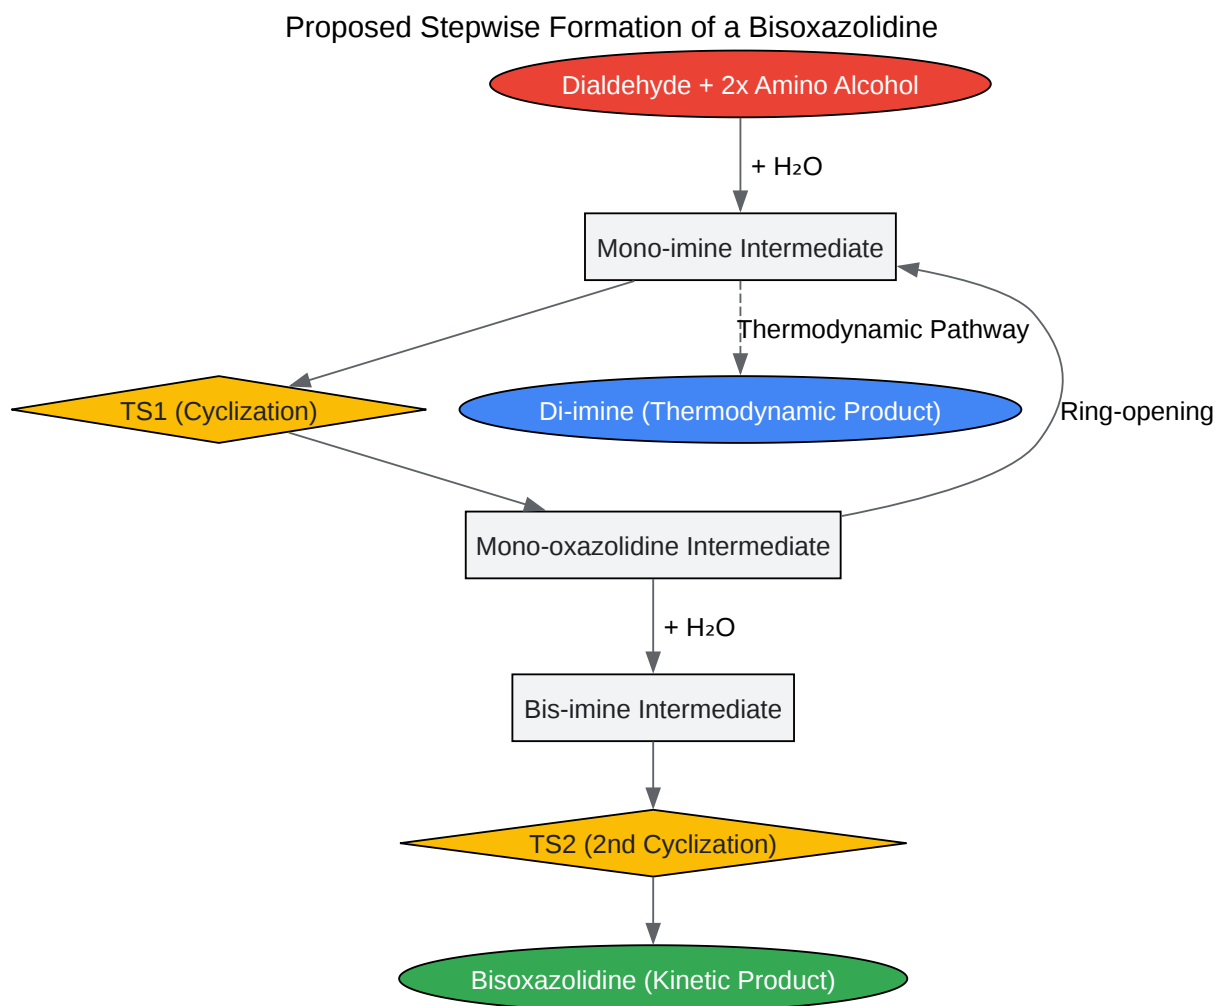 Proposed Stepwise Formation of a Bisoxazolidine
Dialdehyde + 2x Amino Alcohol
+ H₂O
Mono-imine Intermediate
Thermodynamic Pathway
TS1 (Cyclization)
Di-imine (Thermodynamic Product)
Ring-opening
Mono-oxazolidine Intermediate
+ H₂O
Bis-imine Intermediate
TS2 (2nd Cyclization)
Bisoxazolidine (Kinetic Product)